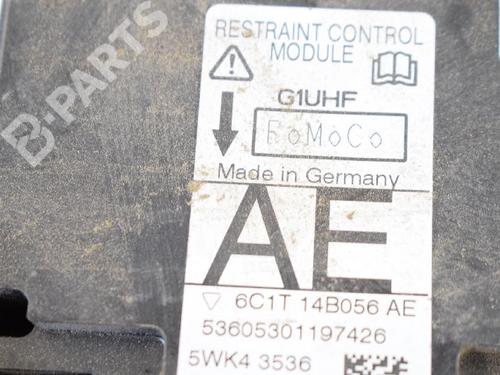 RESTRAINT CONTROL
MODULE
G1UHF
FoMoCo
Made in Germany
AE
6C1T 14B056 AE
53605301197426
5WK4 3536
B-PARTS